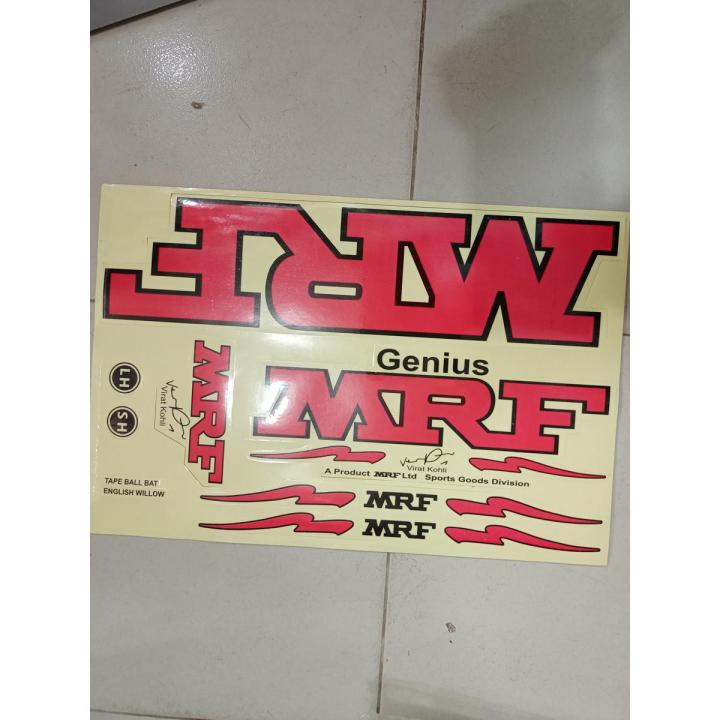 MRF
Genius
MRF
LH
SH
MRF
Virat Kohli
Virat Kohli
A Product MRF Ltd Sports Goods Division
TAPE BALL BAT
ENGLISH WILLOW
MRF
MRF